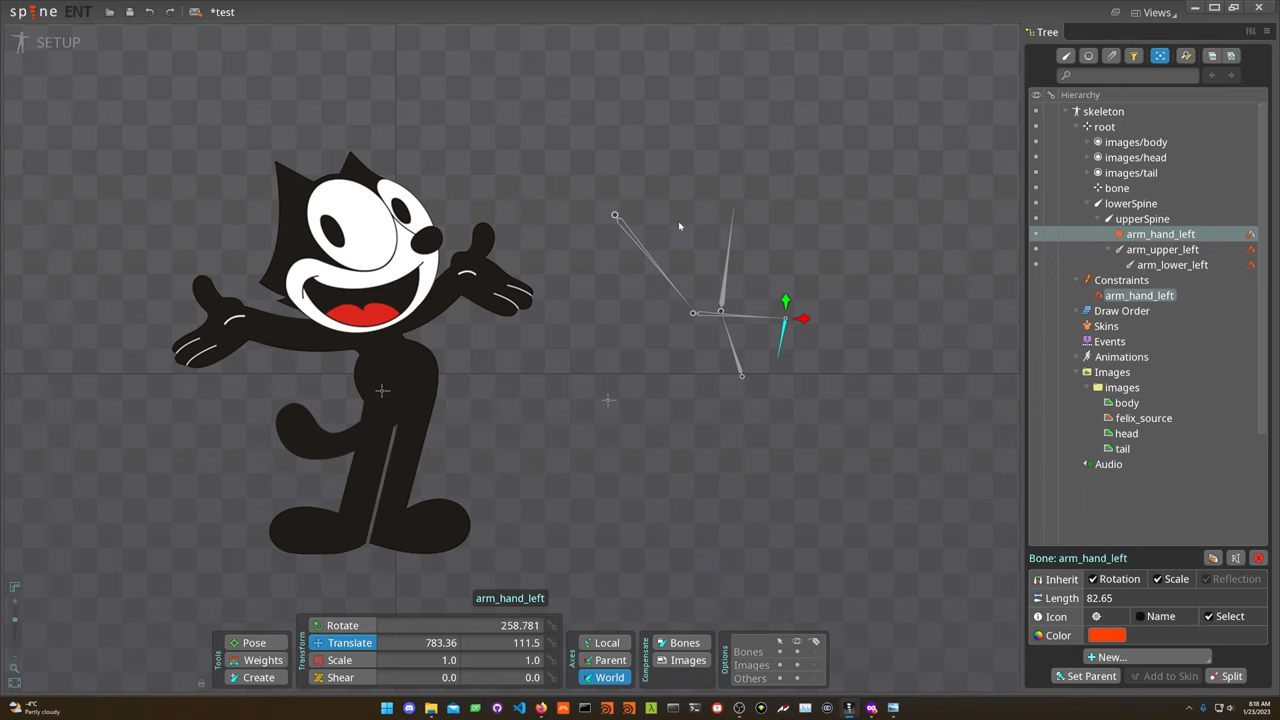 spine ENT
*test
Views
SETUP
Tree
Hierarchy
skeleton
root
images/body
images/head
images/tail
bone
lowerSpine
upperSpine
arm_hand_left
arm_upper_left
arm_lower_left
Constraints
arm_hand_left
Draw Order
Skins
Events
Animations
Images
images
body
felix_source
head
tail
Audio
Bone: arm_hand_left
Inherit Rotation Scale Reflection
Length 82.65
Icon Name Select
Color
New...
Set Parent Add to Skin Split
arm_hand_left
Tools
Pose
Weights
Create
Transform
Rotate 258.781
Translate 783.36 111.5
Scale 1.0 1.0
Shear 0.0 0.0
Axes
Local
Parent
World
Compensate
Bones
Images
Options
Bones
Images
Others
-4°C
Partly cloudy
8:18 AM
1/23/2023